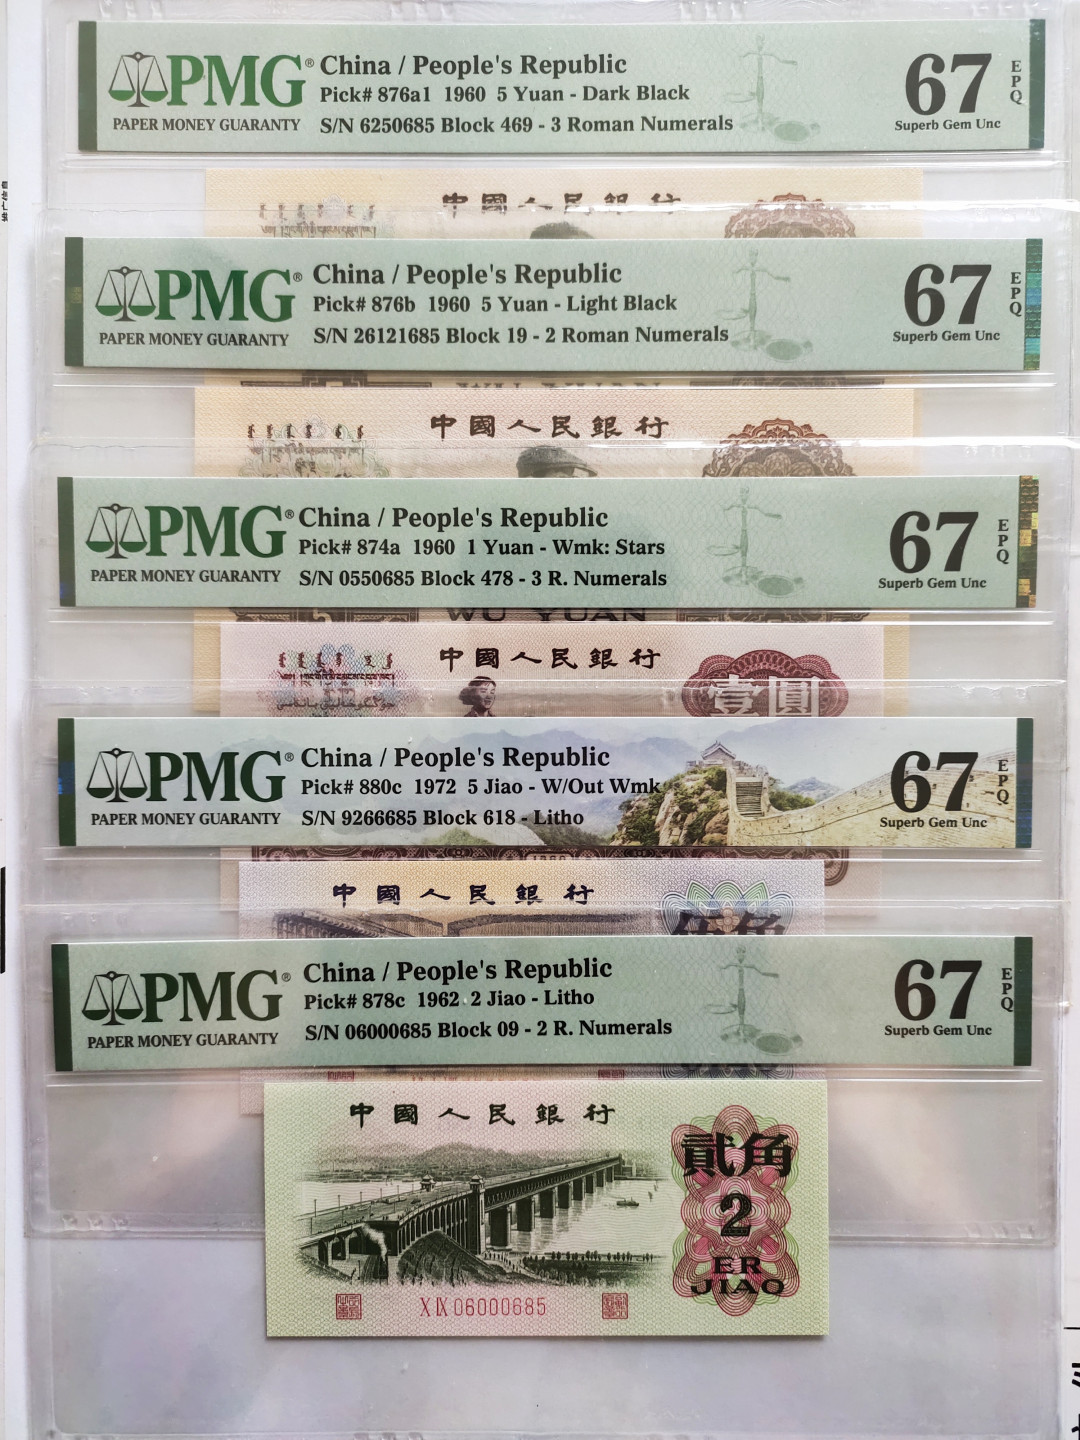 PMG®
PAPER MONEY GUARANTY
China / People's Republic
Pick# 876a1 1960 5 Yuan - Dark Black
S/N 6250685 Block 469 - 3 Roman Numerals
67
EPQ
Superb Gem Unc
中國人民銀行
PMG®
PAPER MONEY GUARANTY
China / People's Republic
Pick# 876b 1960 5 Yuan - Light Black
S/N 26121685 Block 19 - 2 Roman Numerals
67
EPQ
Superb Gem Unc
WU YUAN
中國人民銀行
PMG®
PAPER MONEY GUARANTY
China / People's Republic
Pick# 874a 1960 1 Yuan - Wmk: Stars
S/N 0550685 Block 478 - 3 R. Numerals
67
EPQ
Superb Gem Unc
WU YUAN
中國人民銀行
壹圓
PMG®
PAPER MONEY GUARANTY
China / People's Republic
Pick# 880c 1972 5 Jiao - W/Out Wmk
S/N 9266685 Block 618 - Litho
67
EPQ
Superb Gem Unc
1960
中國人民銀行
伍角
PMG®
PAPER MONEY GUARANTY
China / People's Republic
Pick# 878c 1962 2 Jiao - Litho
S/N 06000685 Block 09 - 2 R. Numerals
67
EPQ
Superb Gem Unc
中國人民銀行
貳角
2
ER
JIAO
X IX 06000685